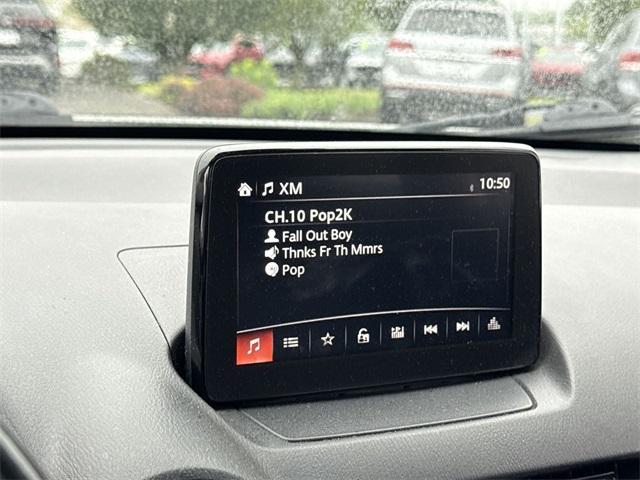 XM 10:50
CH.10 Pop2K
Fall Out Boy
Thnks Fr Th Mmrs
Pop